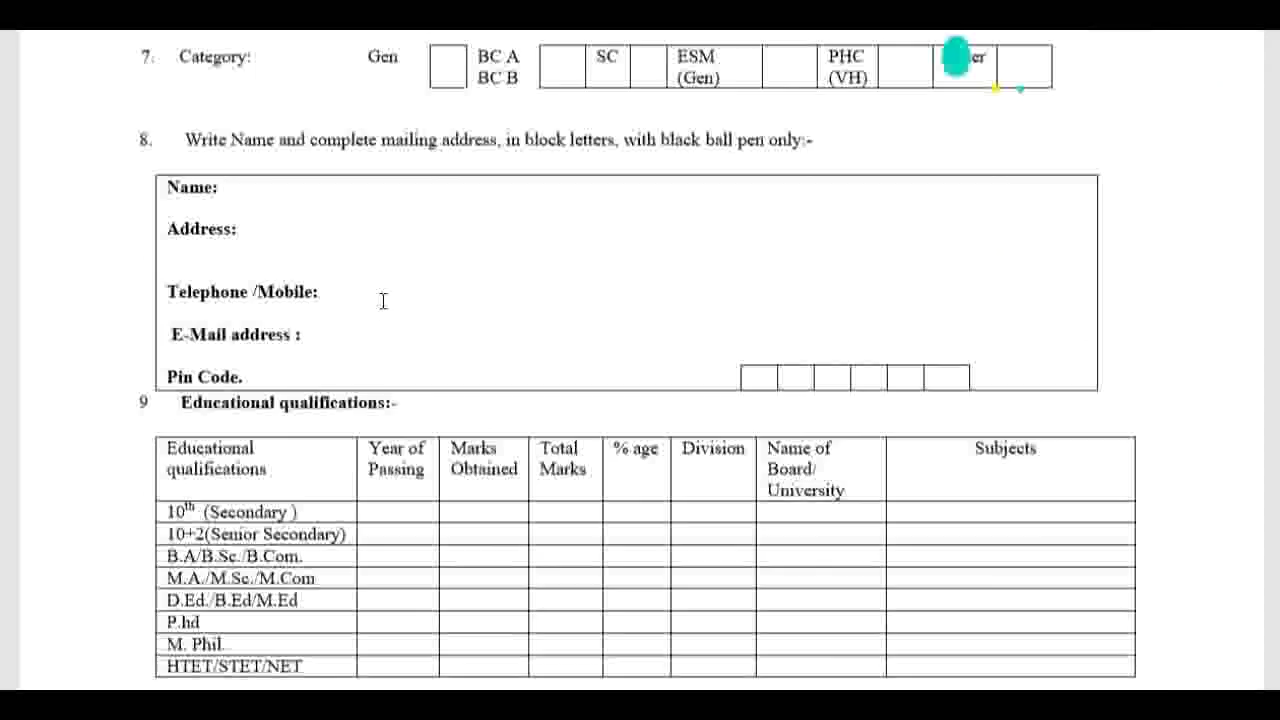 7. Category: Gen BC A SC ESM PHC
BC B (Gen) (VH)
8. Write Name and complete mailing address, in block letters, with black ball pen only:-
Name:
Address:
Telephone /Mobile:
E-Mail address :
Pin Code.
9 Educational qualifications:-
Educational Year of Marks Total % age Division Name of Subjects
qualifications Passing Obtained Marks Board/
University
10th (Secondary )
10+2(Senior Secondary)
B.A/B.Sc./B.Com.
M.A./M.Sc./M.Com
D.Ed./B.Ed/M.Ed
P.hd
M. Phil.
HTET/STET/NET